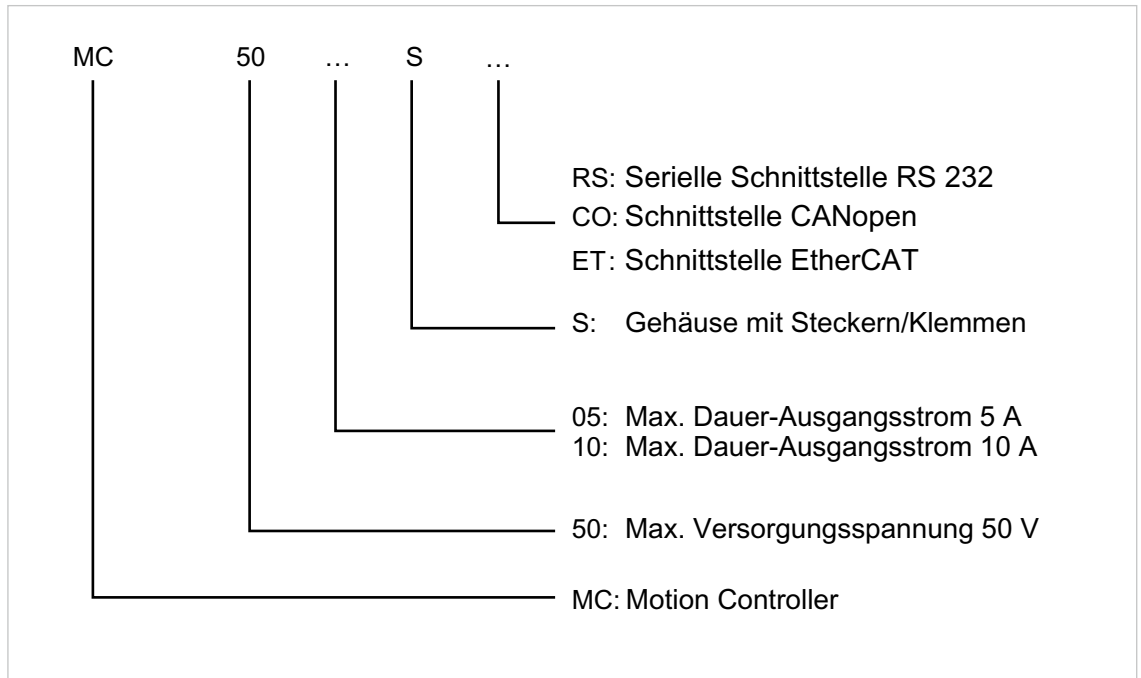 MC 50 … S …
RS: Serielle Schnittstelle RS 232
CO: Schnittstelle CANopen
ET: Schnittstelle EtherCAT
S: Gehäuse mit Steckern/Klemmen
05: Max. Dauer-Ausgangsstrom 5 A
10: Max. Dauer-Ausgangsstrom 10 A
50: Max. Versorgungsspannung 50 V
MC: Motion Controller